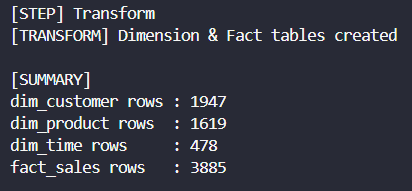 [STEP] Transform
[TRANSFORM] Dimension & Fact tables created
[SUMMARY]
dim_customer rows : 1947
dim_product rows  : 1619
dim_time rows     : 478
fact_sales rows   : 3885